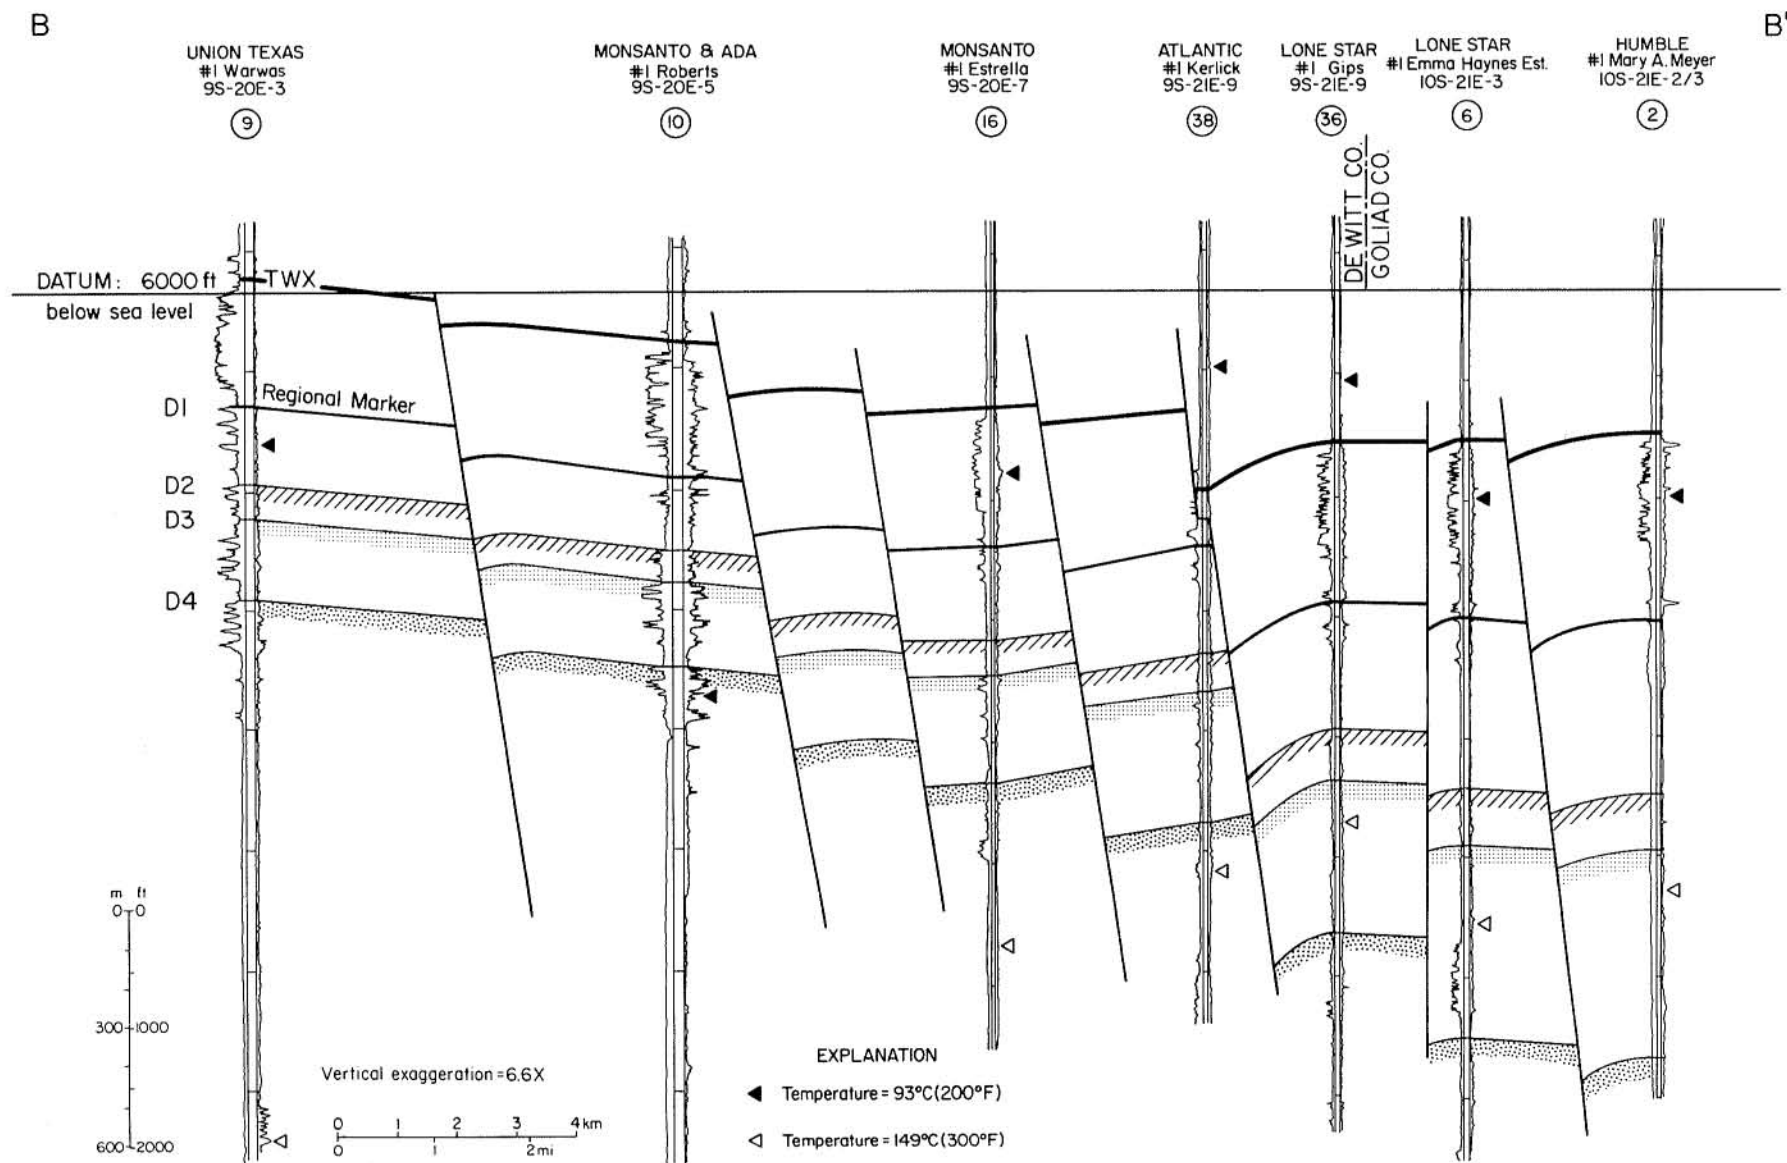 B
B'
UNION TEXAS
#1 Warwas
9S-20E-3
9
MONSANTO & ADA
#1 Roberts
9S-20E-5
10
MONSANTO
#1 Estrella
9S-20E-7
16
ATLANTIC
#1 Kerlick
9S-21E-9
38
LONE STAR
#1 Gips
9S-21E-9
36
LONE STAR
#1 Emma Haynes Est.
10S-21E-3
6
HUMBLE
#1 Mary A. Meyer
10S-21E-2/3
2
DE WITT CO.
GOLIAD CO.
DATUM: 6000 ft
below sea level
TWX
D1
Regional Marker
D2
D3
D4
m ft
0 0
300 1000
600 2000
Vertical exaggeration = 6.6X
0 1 2 3 4 km
0 1 2 mi
EXPLANATION
Temperature = 93°C (200°F)
Temperature = 149°C (300°F)